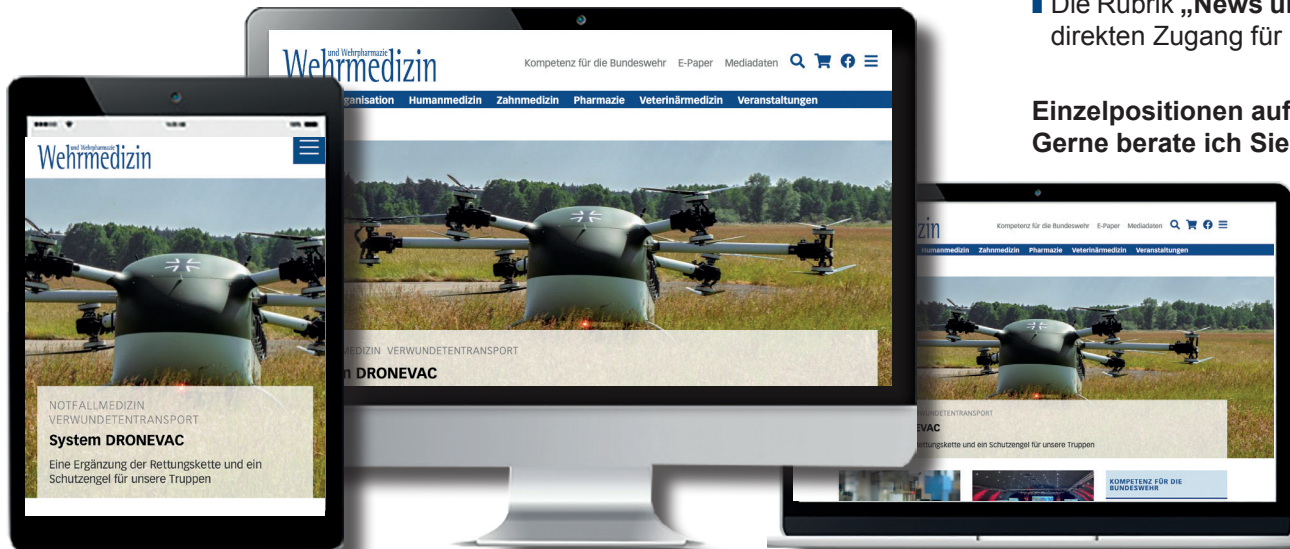 Die Rubrik „News u
direkten Zugang für
Einzelpositionen auf
Gerne berate ich Sie
Wehrmedizin
und Wehrpharmazie
Kompetenz für die Bundeswehr E-Paper Mediadaten
ganisation Humanmedizin Zahnmedizin Pharmazie Veterinärmedizin Veranstaltungen
MEDIZIN VERWUNDETENTRANSPORT
DRONEVAC
Wehrmedizin
und Wehrpharmazie
NOTFALLMEDIZIN
VERWUNDETENTRANSPORT
System DRONEVAC
Eine Ergänzung der Rettungskette und ein
Schutzengel für unsere Truppen
zin
Kompetenz für die Bundeswehr E-Paper Mediadaten
Humanmedizin Zahnmedizin Pharmazie Veterinärmedizin Veranstaltungen
WUNDETENTRANSPORT
EVAC
ettungskette und ein Schutzengel für unsere Truppen
KOMPETENZ FÜR DIE
BUNDESWEHR